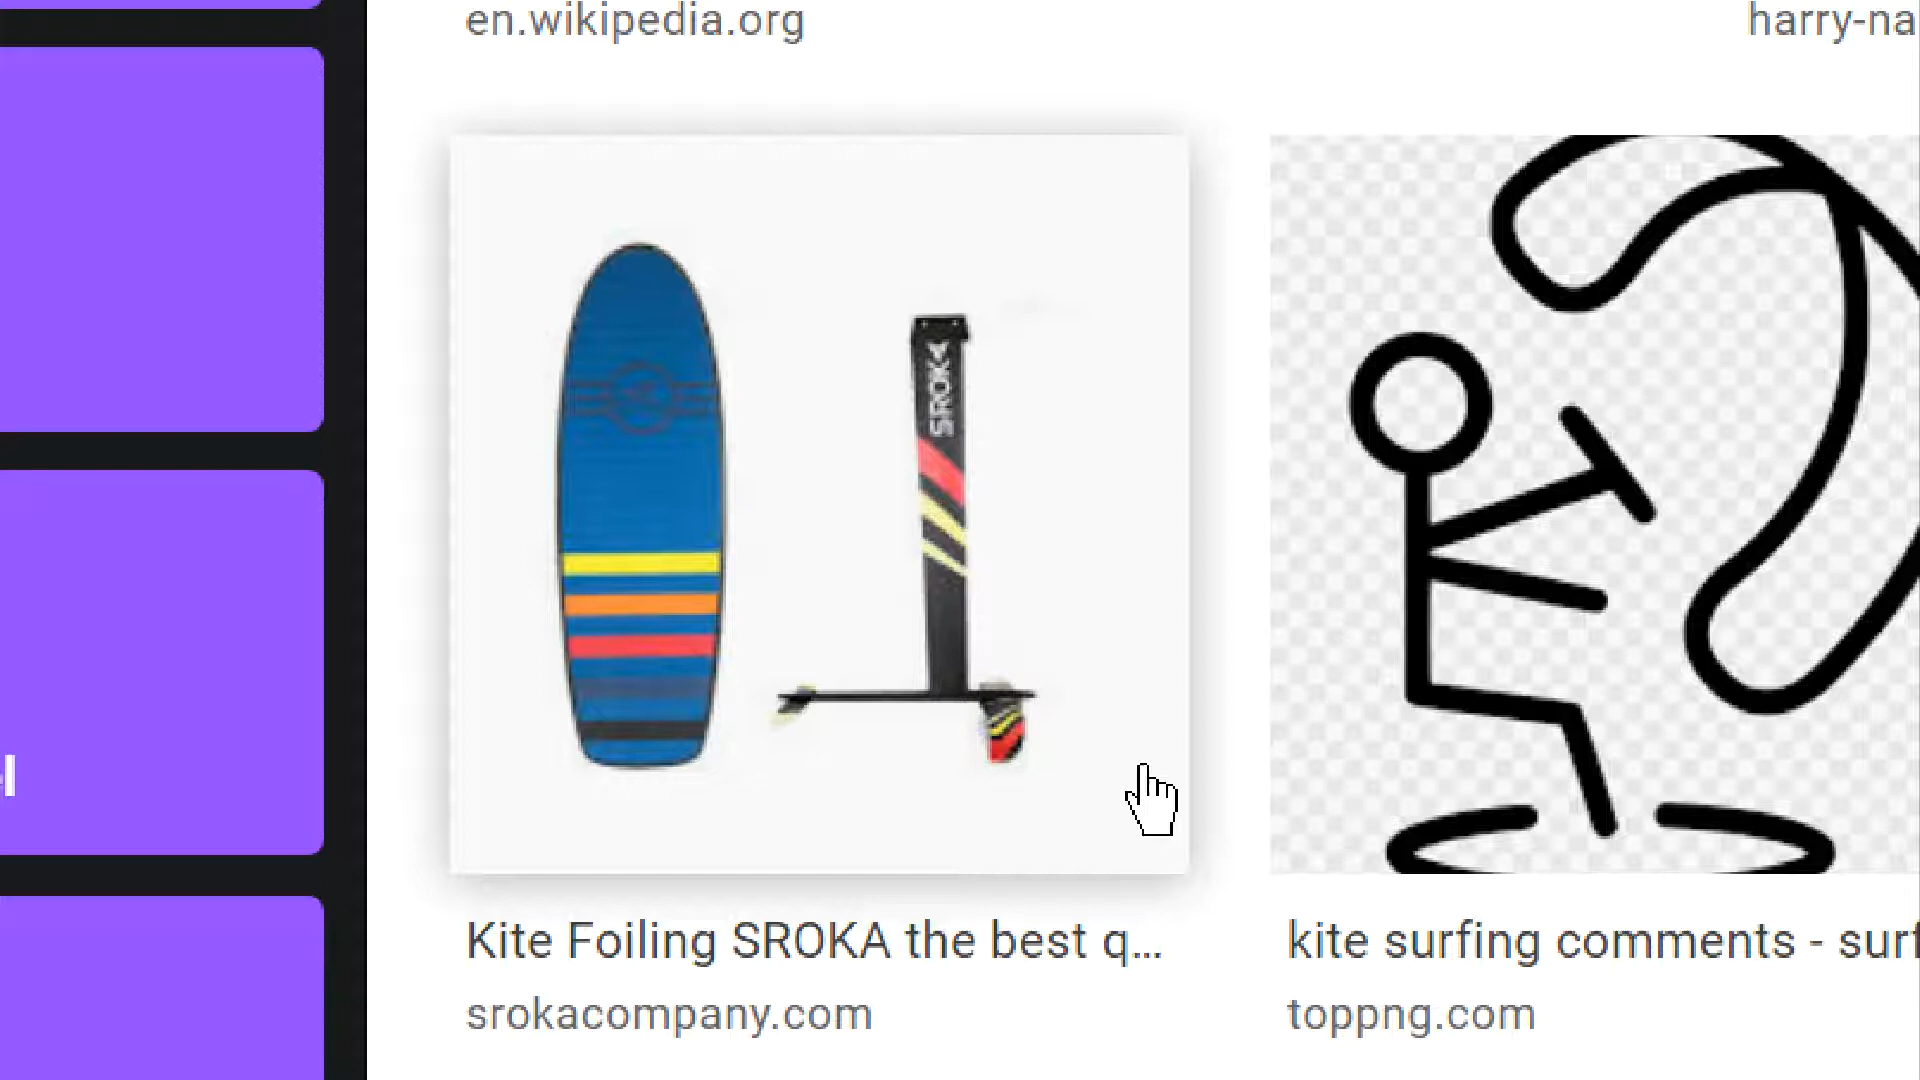 en.wikipedia.org
harry-na
SROKA
l
Kite Foiling SROKA the best q...
kite surfing comments - surf
srokacompany.com
toppng.com